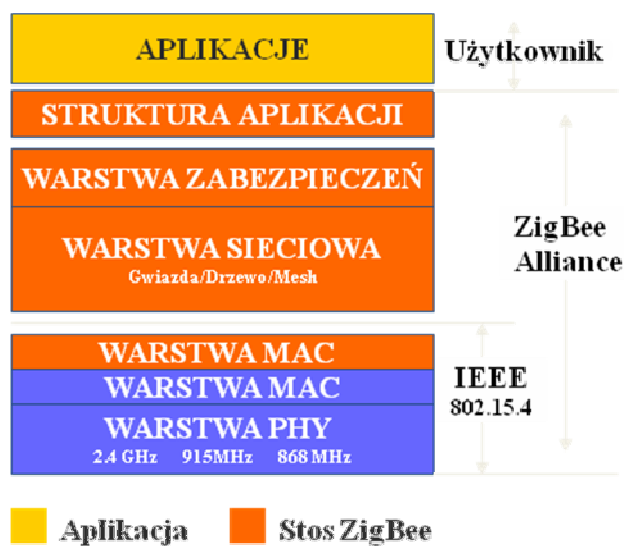 APLIKACJE
Użytkownik
STRUKTURA APLIKACJI
WARSTWA ZABEZPIECZEŃ
WARSTWA SIECIOWA
Gwiazda/Drzewo/Mesh
ZigBee
Alliance
WARSTWA MAC
WARSTWA MAC
IEEE
802.15.4
WARSTWA PHY
2.4 GHz 915MHz 868 MHz
Aplikacja Stos ZigBee